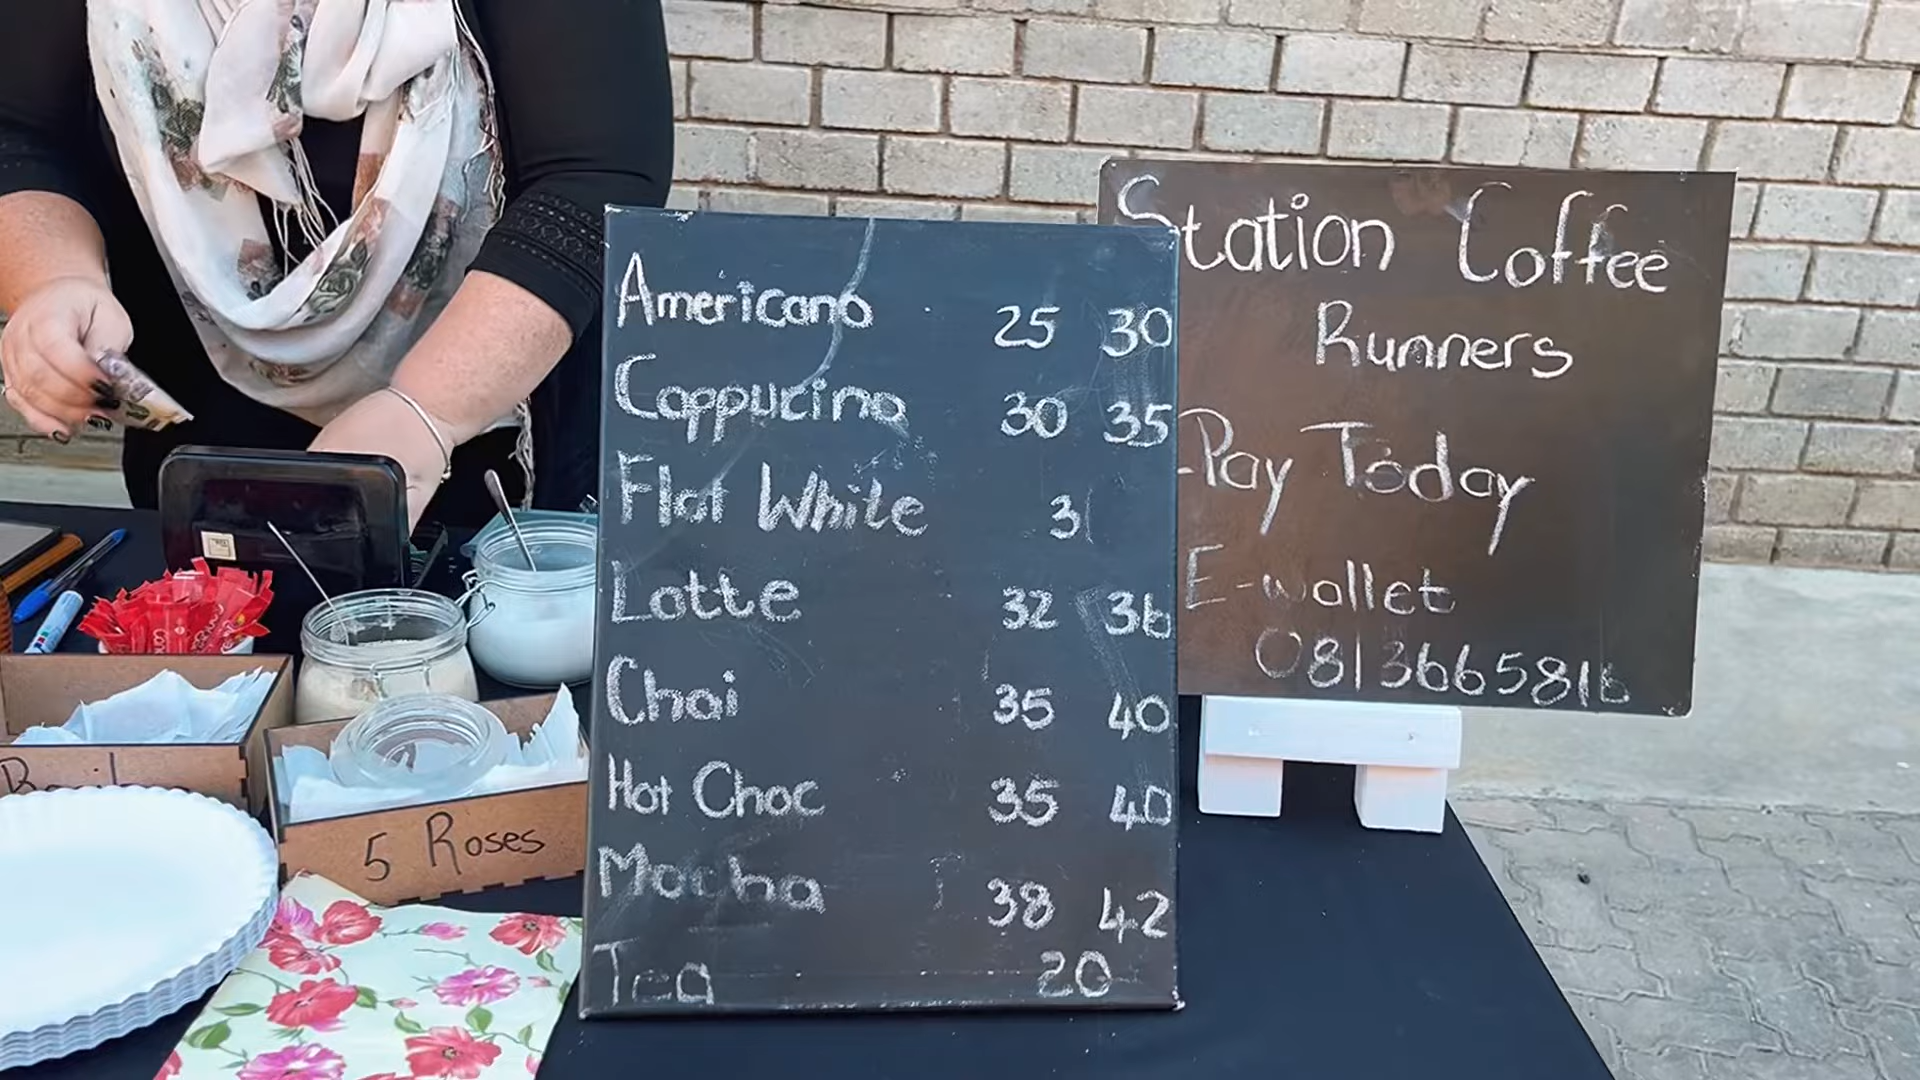 Americano 25 30
Cappucino 30 35
Flat White 3
Latte 32 36
Chai 35 40
Hot Choc 35 40
Mocha 38 42
Tea 20
Station Coffee
Runners
-Pay Today
E-wallet
0813665816
5 Roses